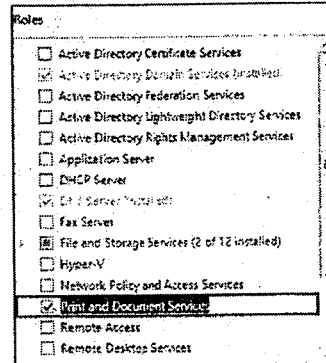 Roles
Active Directory Certificate Services
Active Directory Domain Services (Installed)
Active Directory Federation Services
Active Directory Lightweight Directory Services
Active Directory Rights Management Services
Application Server
DHCP Server
DNS Server (Installed)
Fax Server
File and Storage Services (2 of 12 installed)
Hyper-V
Network Policy and Access Services
Print and Document Services
Remote Access
Remote Desktop Services